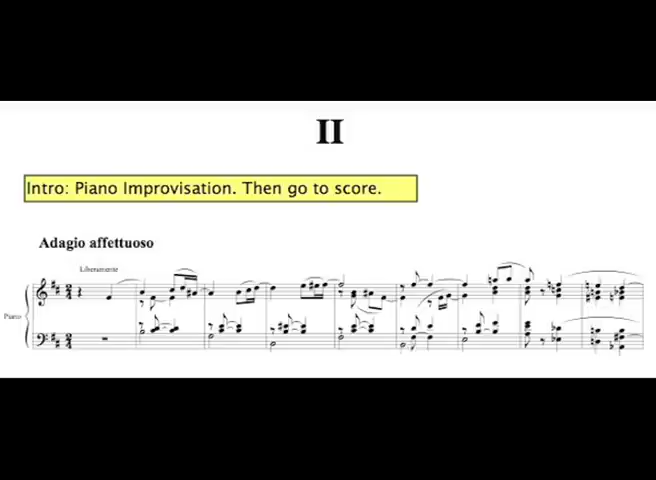 II
Intro: Piano Improvisation. Then go to score.
Adagio affettuoso
Liberamente
Piano